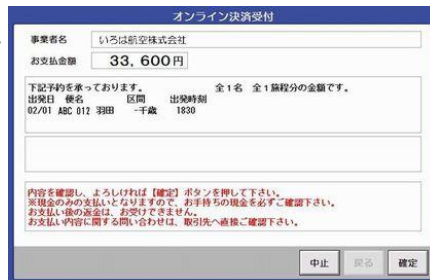 オンライン決済受付
事業者名 いろは航空株式会社
お支払金額 33,600円
下記予約を承っております。 全1名 全1旅程分の金額です。
出発日 便名 区間 出発時刻
02/01 ABC 012 羽田 -千歳 1830
内容を確認し、よろしければ【確定】ボタンを押して下さい。
※現金のみの支払いとなりますので、お手持ちの現金を必ずご確認下さい。
お支払い後の返金は、お受けできません。
お支払い内容に関する問い合わせは、取引先へ直接ご確認下さい。
中止 戻る 確定